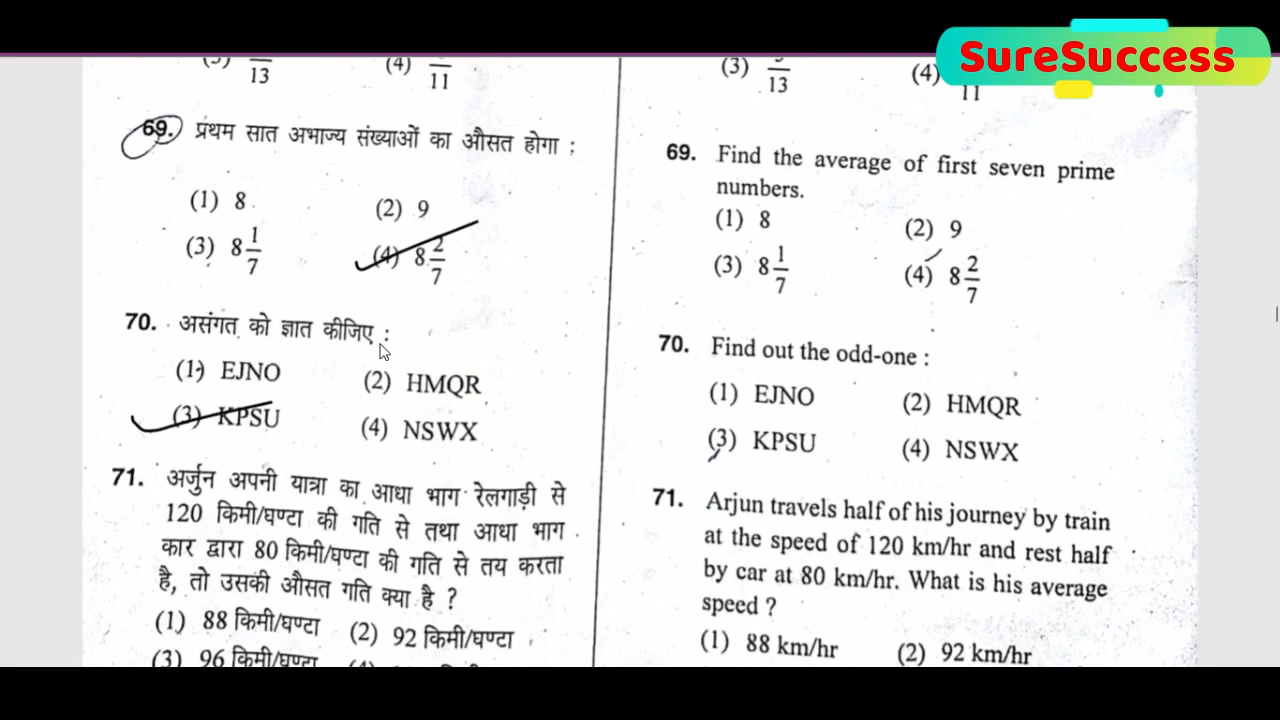 SureSuccess
13
(4)
11
69. प्रथम सात अभाज्य संख्याओं का औसत होगा :
(1) 8
(2) 9
(3) 8 1/7
(4) 8 2/7
70. असंगत को ज्ञात कीजिए :
(1) EJNO
(2) HMQR
(3) KPSU
(4) NSWX
71. अर्जुन अपनी यात्रा का आधा भाग रेलगाड़ी से
120 किमी/घण्टा की गति से तथा आधा भाग
कार द्वारा 80 किमी/घण्टा की गति से तय करता
है, तो उसकी औसत गति क्या है ?
(1) 88 किमी/घण्टा
(2) 92 किमी/घण्टा
(3) 96 किमी/घण्टा
(3)
13
(4)
11
69. Find the average of first seven prime
numbers.
(1) 8
(2) 9
(3) 8 1/7
(4) 8 2/7
70. Find out the odd-one :
(1) EJNO
(2) HMQR
(3) KPSU
(4) NSWX
71. Arjun travels half of his journey by train
at the speed of 120 km/hr and rest half
by car at 80 km/hr. What is his average
speed ?
(1) 88 km/hr
(2) 92 km/hr